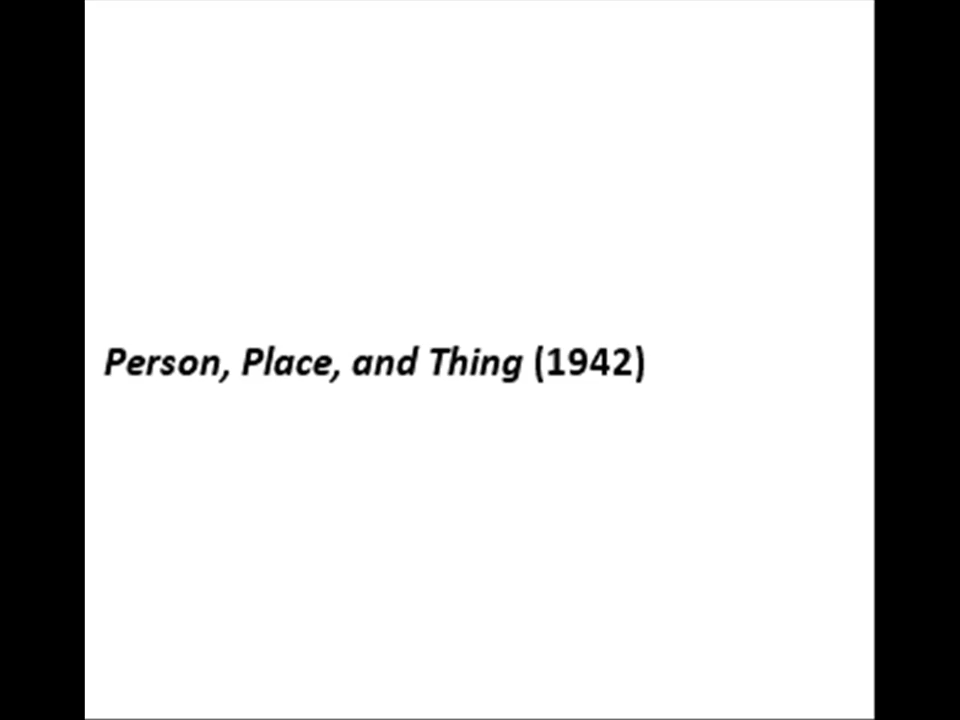 Person, Place, and Thing (1942)